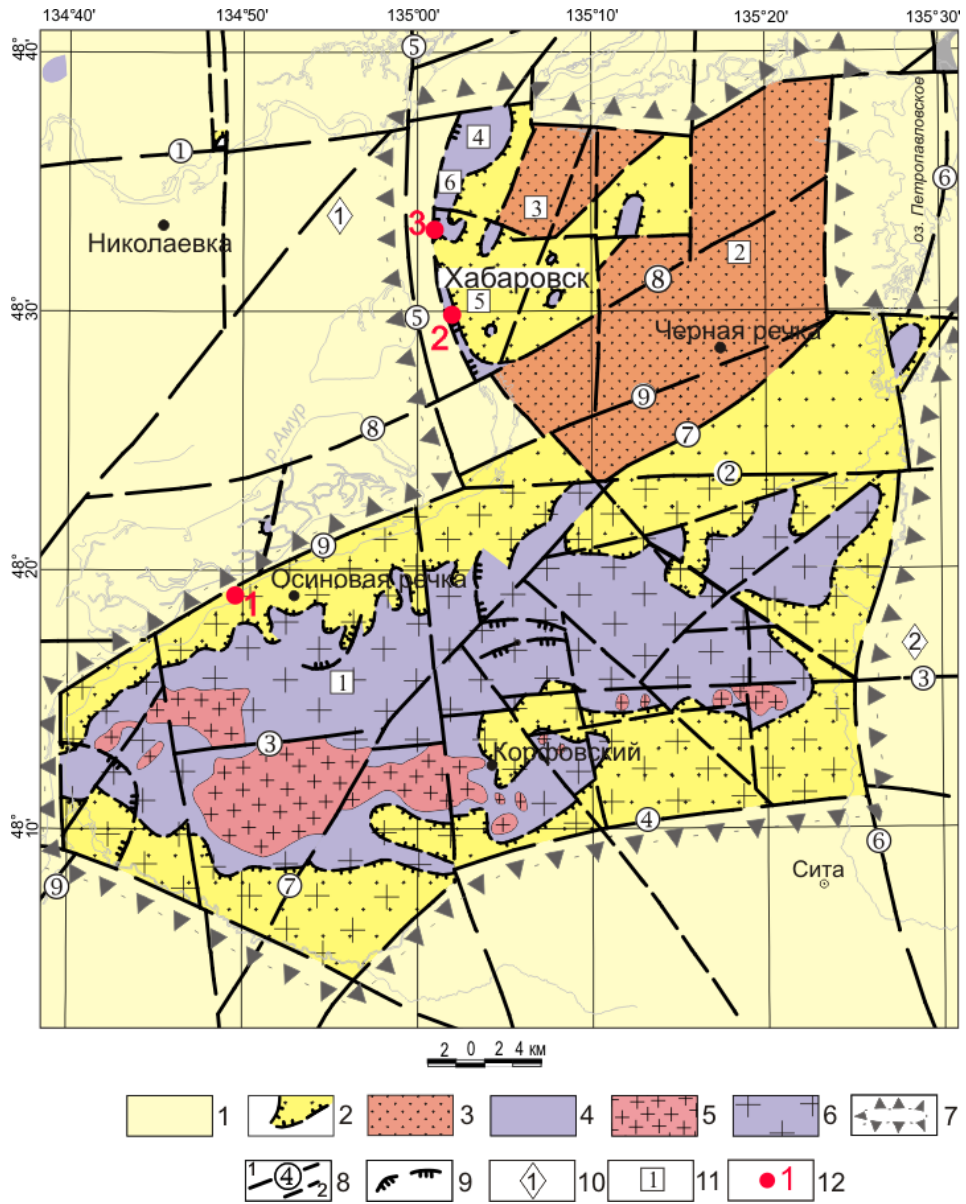 134°40' 134°50' 135°00' 135°10' 135°20' 135°30'
48°40'
5
1
4
оз. Петропавловское
6
6
1
3
3
Николаевка
2
Хабаровск
8
5
48°30'
5
2
Черная речка
9
р. Амур
8
7
2
9
48°20'
Осиновая речка
1
2
1
3
3
Корфовский
48°10'
4
6
Сита
9
7
2 0 2 4 км
1 2 3 4 5 6 7
1 4 2 8 9 1 10 1 11 1 12